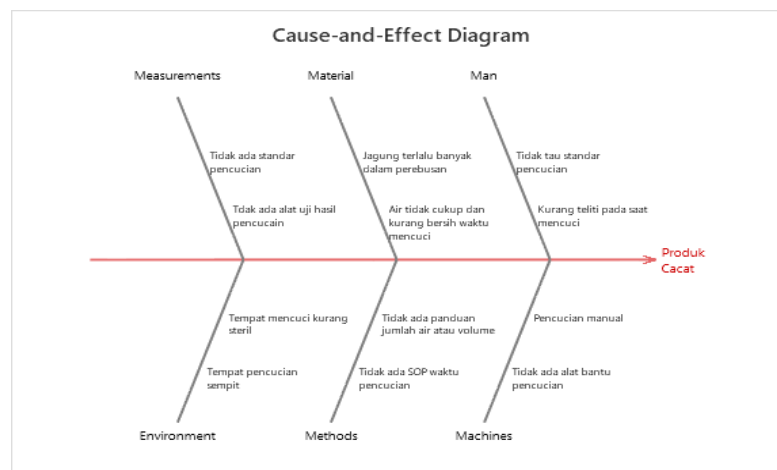 Cause-and-Effect Diagram
Measurements
Material
Man
Tidak ada standar
pencucian
Jagung terlalu banyak
dalam perebusan
Tidak tau standar
pencucian
Tdak ada alat uji hasil
pencucain
Air tidak cukup dan
kurang bersih waktu
mencuci
Kurang teliti pada saat
mencuci
Produk
Cacat
Tempat mencuci kurang
steril
Tidak ada panduan
jumlah air atau volume
Pencucian manual
Tempat pencucian
sempit
Tidak ada SOP waktu
pencucian
Tidak ada alat bantu
pencucian
Environment
Methods
Machines